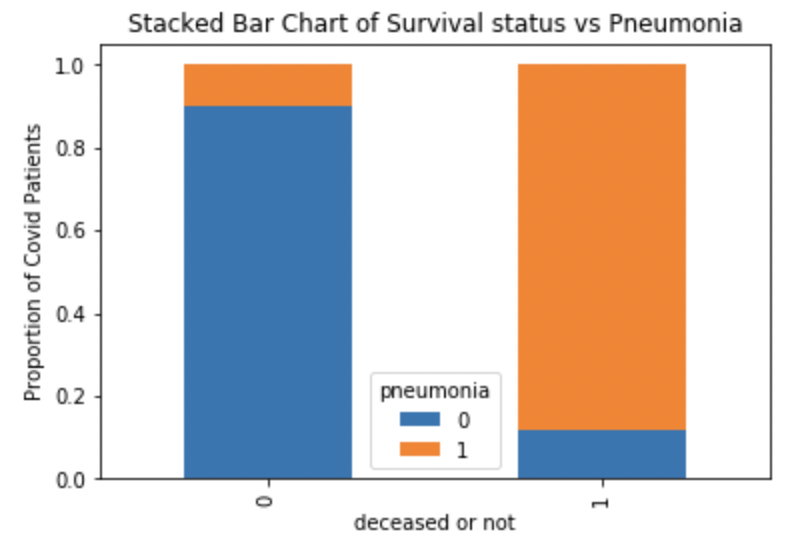 Stacked Bar Chart of Survival status vs Pneumonia
Proportion of Covid Patients
1.0
0.8
0.6
0.4
0.2
0.0
pneumonia
0
1
0
1
deceased or not